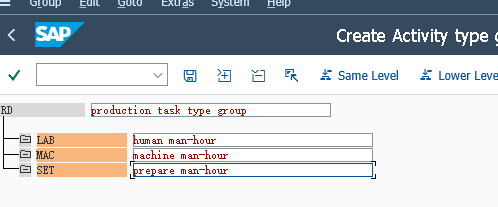 Group Edit Goto Extras System Help
SAP
Create Activity type g
Same Level Lower Leve
RD production task type group
LAB human man-hour
MAC machine man-hour
SET prepare man-hour